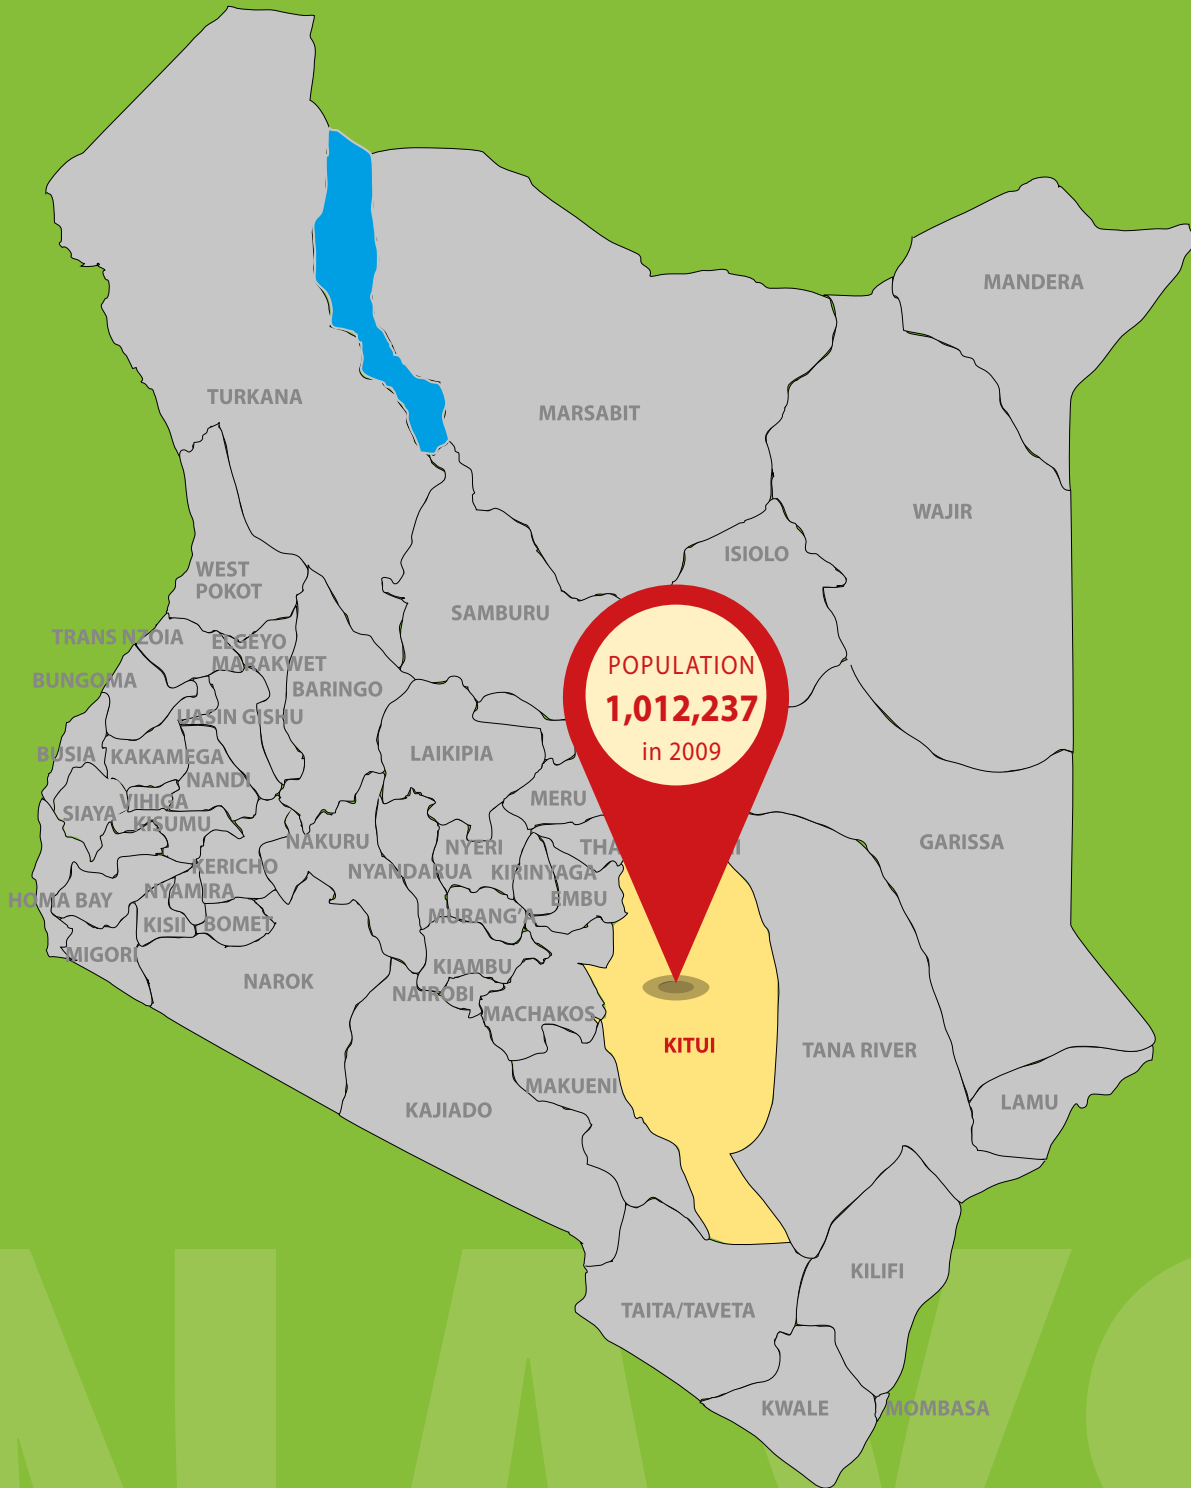 MANDERA
TURKANA
MARSABIT
WAJIR
ISIOLO
WEST
POKOT
SAMBURU
TRANS NZOIA
ELGEYO
MARAKWET
POPULATION
1,012,237
in 2009
BUNGOMA
BARINGO
UASIN GISHU
BUSIA
KAKAMEGA
LAIKIPIA
NANDI
VIHIGA
MERU
SIAYA
KISUMU
NAKURU
NYERI
GARISSA
KERICHO
NYANDARUA
KIRINYAGA
HOMA BAY
NYAMIRA
EMBU
MURANG'A
KISII
BOMET
MIGORI
KIAMBU
NAROK
NAIROBI
MACHAKOS
KITUI
TANA RIVER
MAKUENI
LAMU
KAJIADO
KILIFI
TAITA/TAVETA
KWALE
MOMBASA